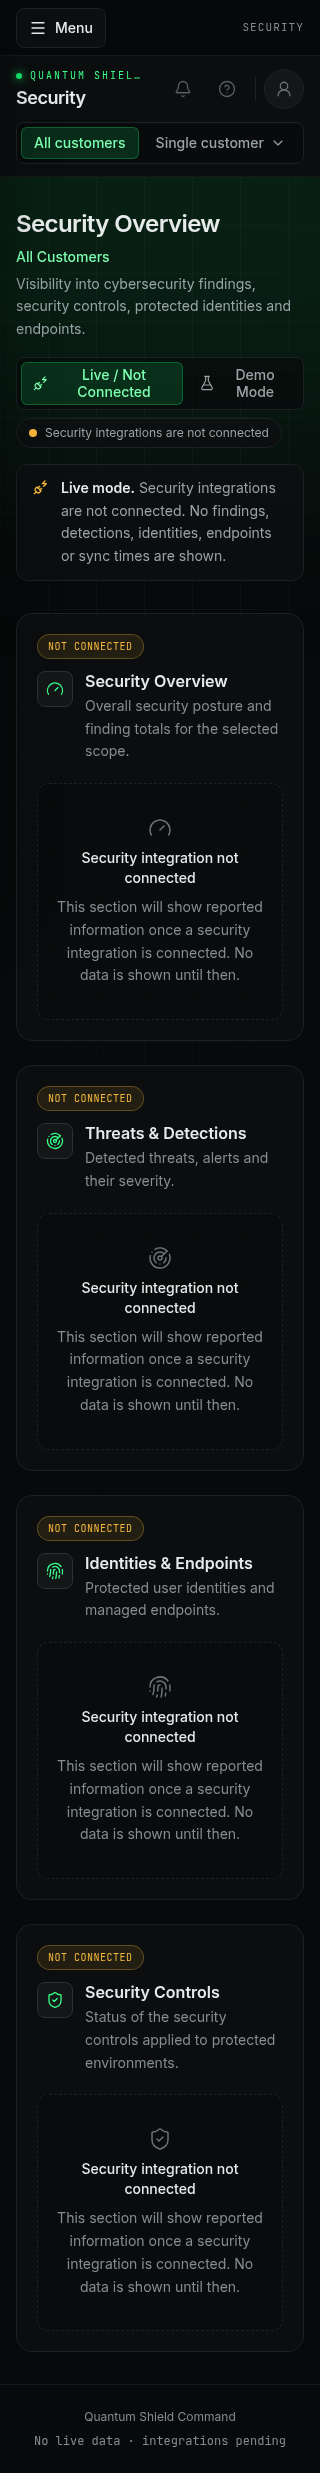 Menu
SECURITY
QUANTUM SHIEL…
Security
All customers
Single customer
Security Overview
All Customers
Visibility into cybersecurity findings,
security controls, protected identities and
endpoints.
Live / Not
Connected
Demo
Mode
Security integrations are not connected
Live mode. Security integrations
are not connected. No findings,
detections, identities, endpoints
or sync times are shown.
NOT CONNECTED
Security Overview
Overall security posture and
finding totals for the selected
scope.
Security integration not
connected
This section will show reported
information once a security
integration is connected. No
data is shown until then.
NOT CONNECTED
Threats & Detections
Detected threats, alerts and
their severity.
Security integration not
connected
This section will show reported
information once a security
integration is connected. No
data is shown until then.
NOT CONNECTED
Identities & Endpoints
Protected user identities and
managed endpoints.
Security integration not
connected
This section will show reported
information once a security
integration is connected. No
data is shown until then.
NOT CONNECTED
Security Controls
Status of the security
controls applied to protected
environments.
Security integration not
connected
This section will show reported
information once a security
integration is connected. No
data is shown until then.
Quantum Shield Command
No live data · integrations pending